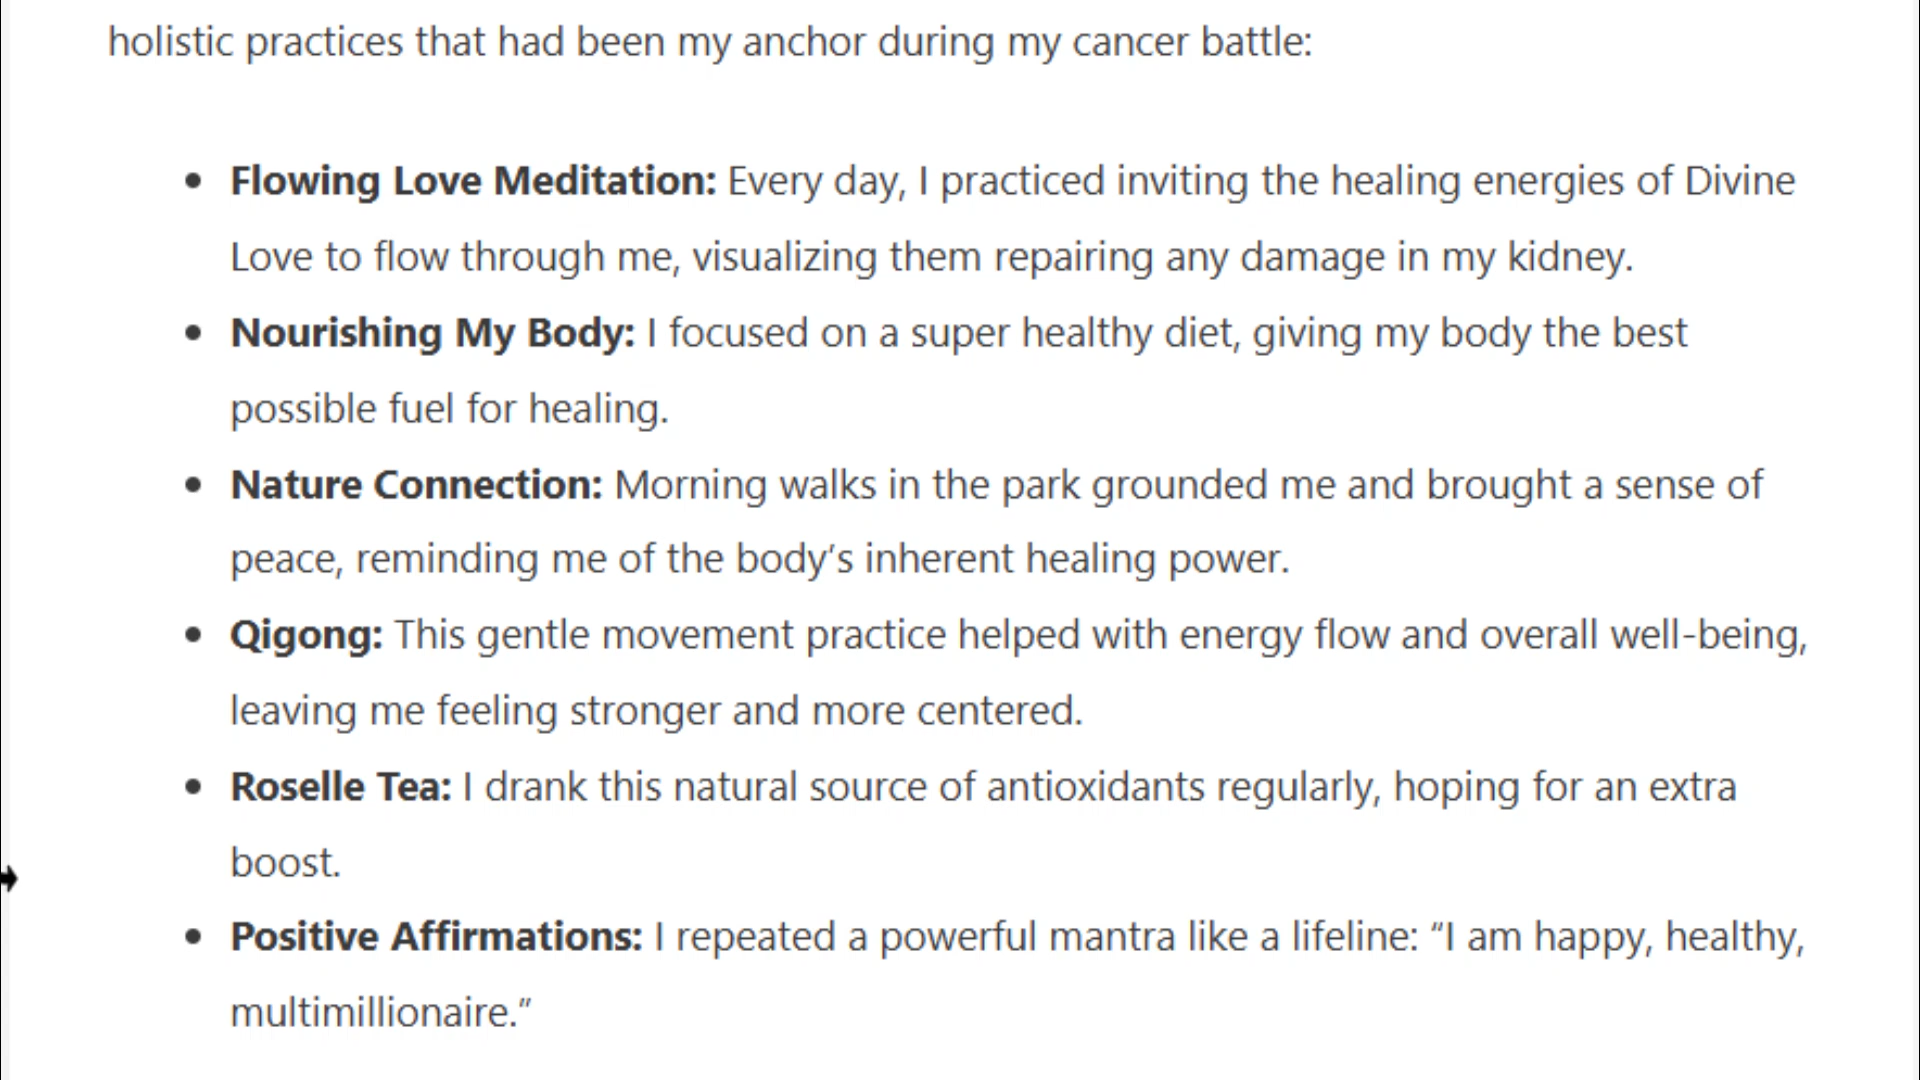 holistic practices that had been my anchor during my cancer battle:
• Flowing Love Meditation: Every day, I practiced inviting the healing energies of Divine
Love to flow through me, visualizing them repairing any damage in my kidney.
• Nourishing My Body: I focused on a super healthy diet, giving my body the best
possible fuel for healing.
• Nature Connection: Morning walks in the park grounded me and brought a sense of
peace, reminding me of the body’s inherent healing power.
• Qigong: This gentle movement practice helped with energy flow and overall well-being,
leaving me feeling stronger and more centered.
• Roselle Tea: I drank this natural source of antioxidants regularly, hoping for an extra
boost.
• Positive Affirmations: I repeated a powerful mantra like a lifeline: “I am happy, healthy,
multimillionaire.”